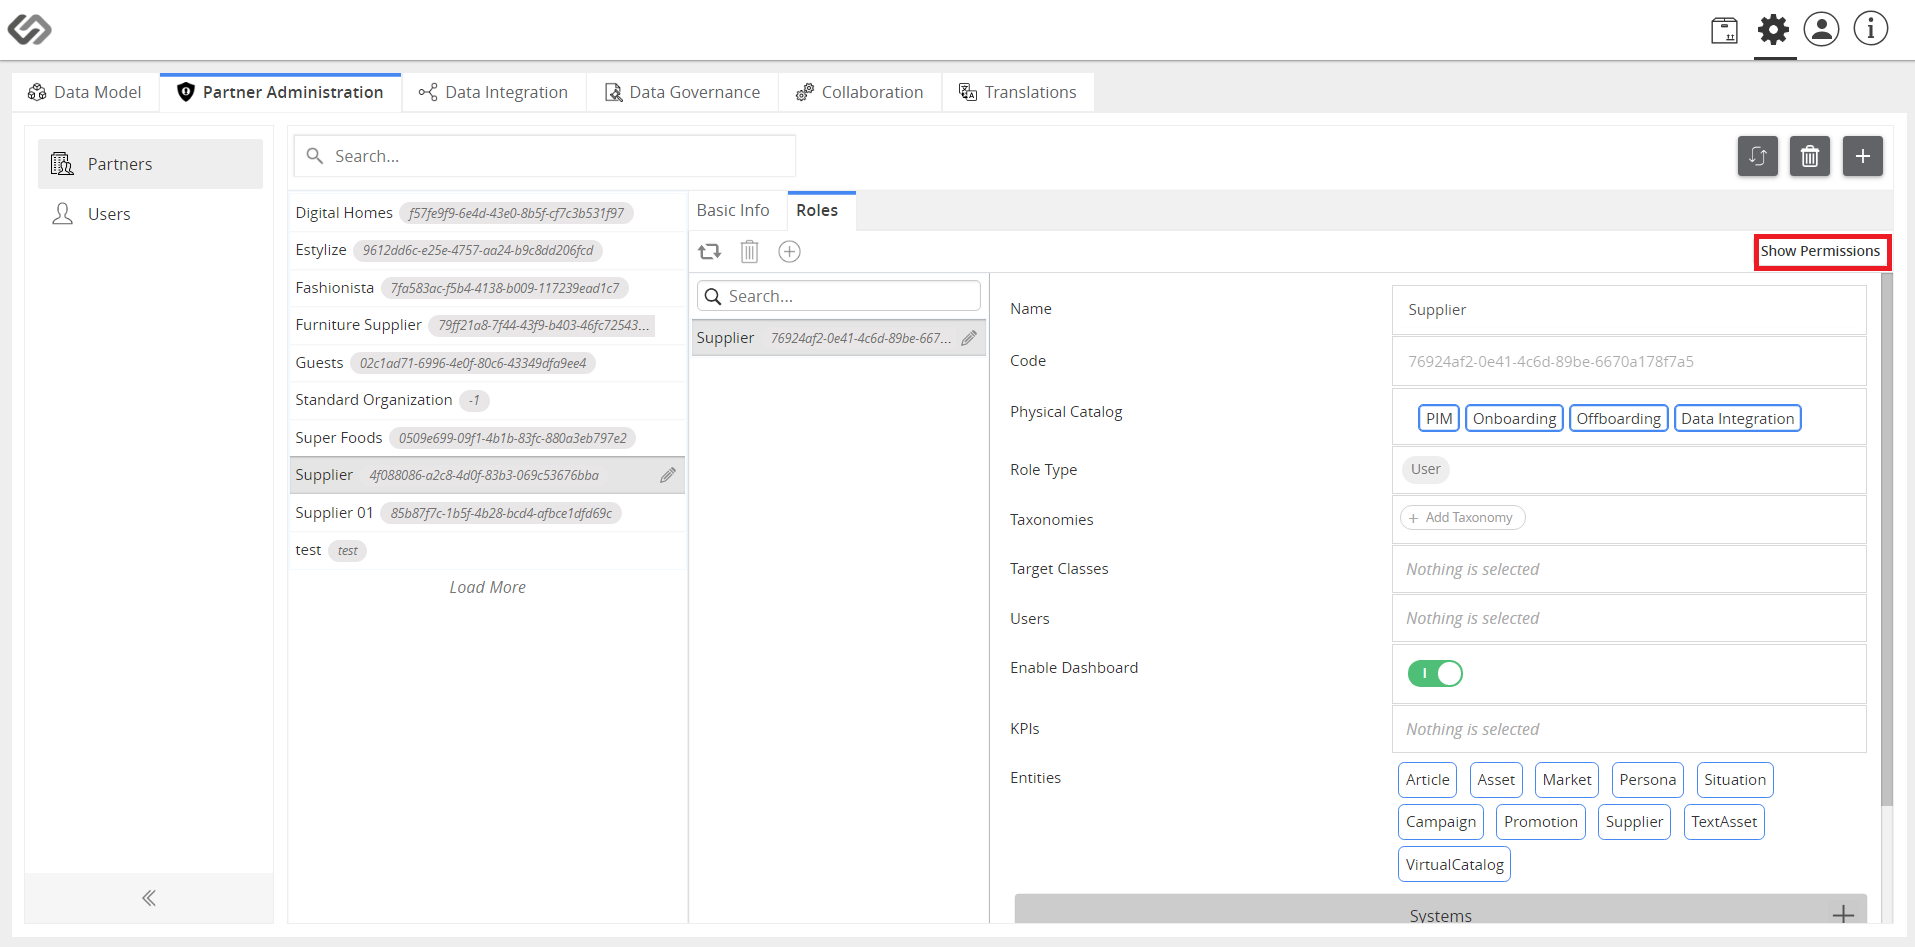 Data Model
Partner Administration
Data Integration
Data Governance
Collaboration
Translations
Partners
Users
Search...
Digital Homes f57fe9f9-6e4d-43e0-8b5f-cf7c3b531f97
Estylize 9612dd6c-e25e-4757-aa24-b9c8dd206fcd
Fashionista 7fa583ac-f5b4-4138-b009-117239ead1c7
Furniture Supplier 79ff21a8-7f44-43f9-b403-46fc72543...
Guests 02c1ad71-6996-4e0f-80c6-43349dfa9ee4
Standard Organization -1
Super Foods 0509e699-09f1-4b1b-83fc-880a3eb797e2
Supplier 4f088086-a2c8-4d0f-83b3-069c53676bba
Supplier 01 85b87f7c-1b5f-4b28-bcd4-afbce1dfd69c
test test
Load More
Basic Info
Roles
Show Permissions
Search...
Supplier 76924af2-0e41-4c6d-89be-667...
Name Supplier
Code 76924af2-0e41-4c6d-89be-6670a178f7a5
Physical Catalog PIM Onboarding Offboarding Data Integration
Role Type User
Taxonomies + Add Taxonomy
Target Classes Nothing is selected
Users Nothing is selected
Enable Dashboard
KPIs Nothing is selected
Entities Article Asset Market Persona Situation
Campaign Promotion Supplier TextAsset
VirtualCatalog
Systems